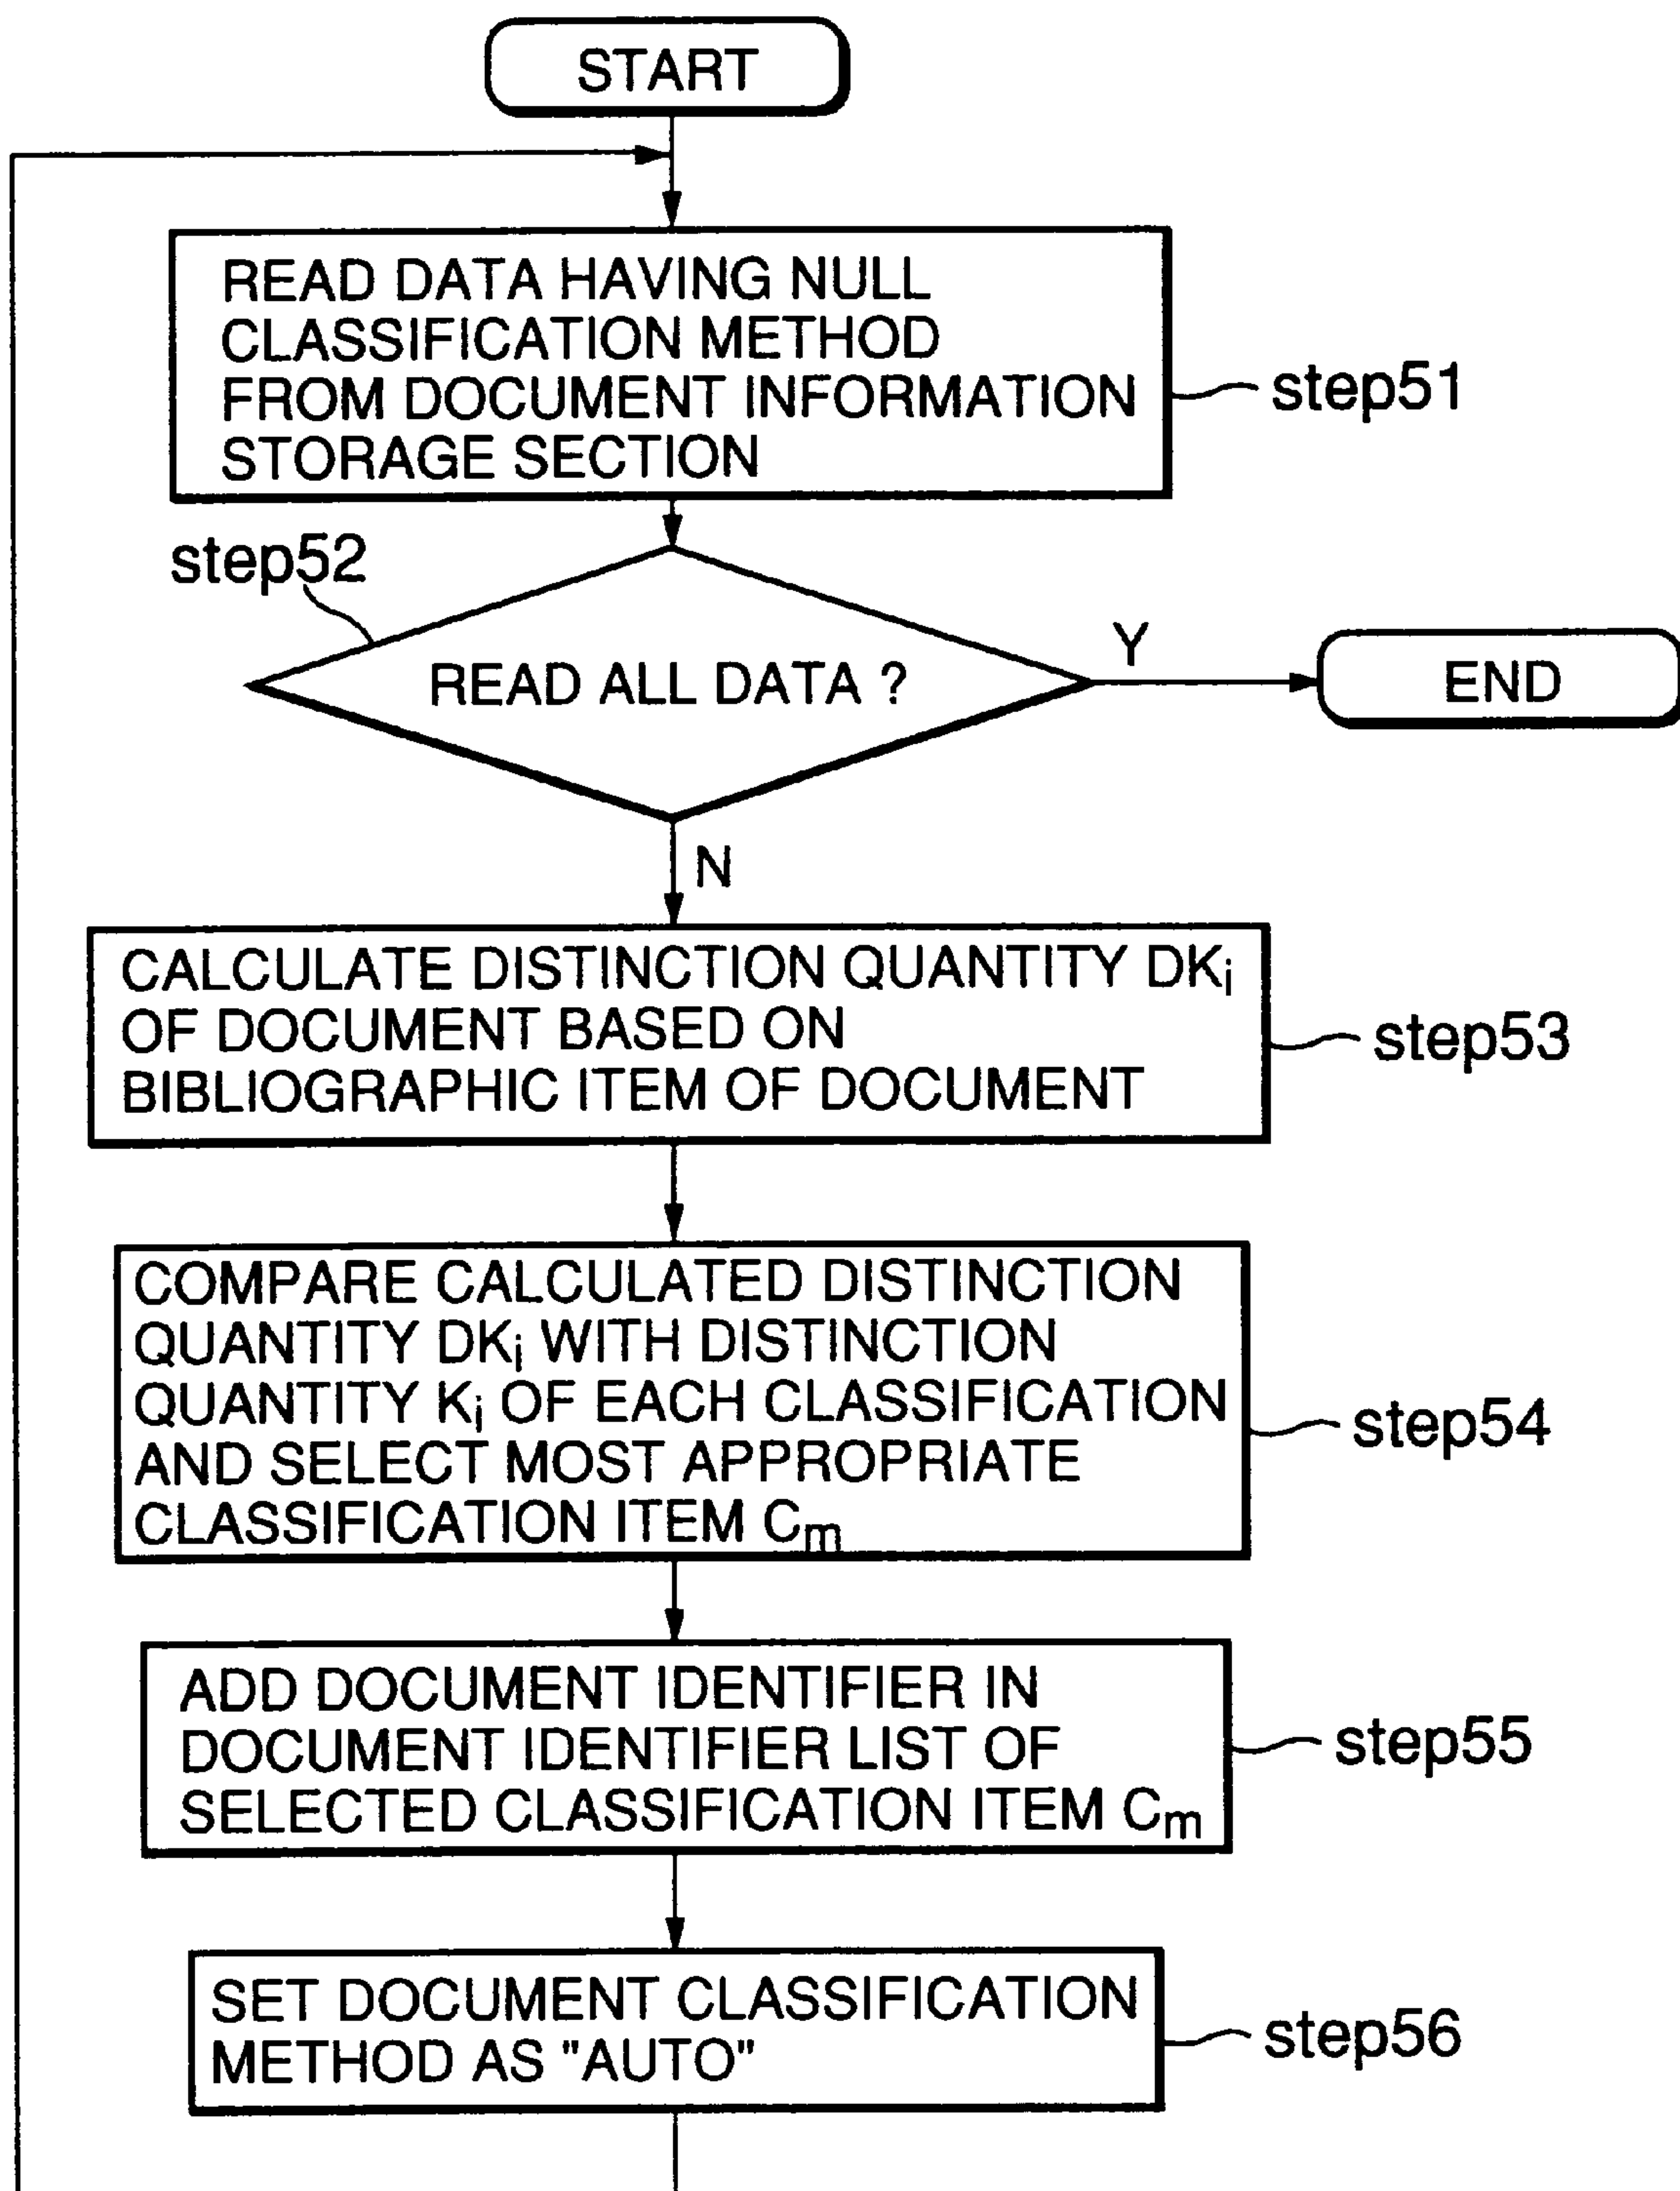 START
READ DATA HAVING NULL
CLASSIFICATION METHOD
FROM DOCUMENT INFORMATION
STORAGE SECTION
step51
step52
READ ALL DATA ?
Y
END
N
CALCULATE DISTINCTION QUANTITY DKi
OF DOCUMENT BASED ON
BIBLIOGRAPHIC ITEM OF DOCUMENT
step53
COMPARE CALCULATED DISTINCTION
QUANTITY DKi WITH DISTINCTION
QUANTITY Ki OF EACH CLASSIFICATION
AND SELECT MOST APPROPRIATE
CLASSIFICATION ITEM Cm
step54
ADD DOCUMENT IDENTIFIER IN
DOCUMENT IDENTIFIER LIST OF
SELECTED CLASSIFICATION ITEM Cm
step55
SET DOCUMENT CLASSIFICATION
METHOD AS "AUTO"
step56